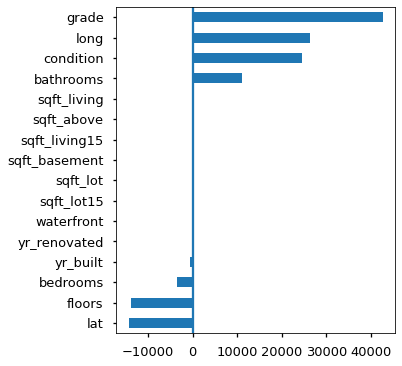 grade
long
condition
bathrooms
sqft_living
sqft_above
sqft_living15
sqft_basement
sqft_lot
sqft_lot15
waterfront
yr_renovated
yr_built
bedrooms
floors
lat
−10000 0 10000 20000 30000 40000